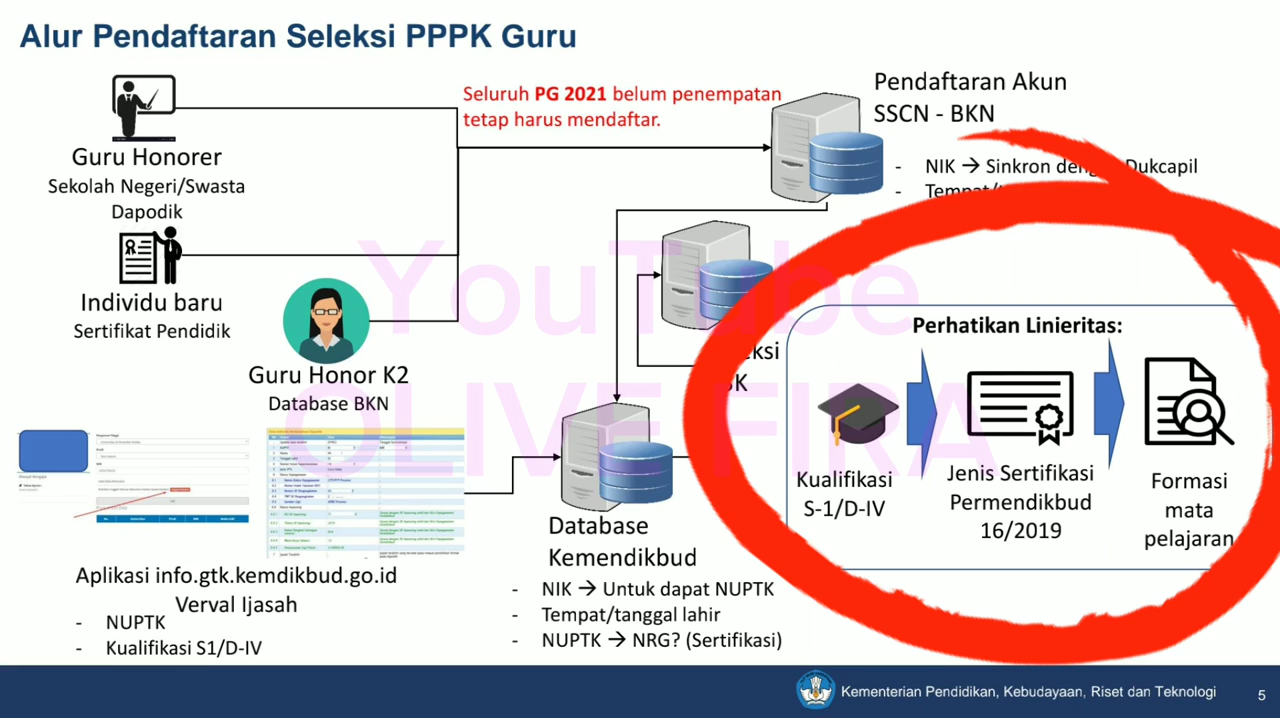 Alur Pendaftaran Seleksi PPPK Guru
Seluruh PG 2021 belum penempatan
tetap harus mendaftar.
Pendaftaran Akun
SSCN - BKN
- NIK → Sinkron Dukcapil
Guru Honorer
Sekolah Negeri/Swasta
Dapodik
Individu baru
Sertifikat Pendidik
Guru Honor K2
Database BKN
YouTube
OLIVE FIRA
Perhatikan Linieritas:
Kualifikasi
S-1/D-IV
Jenis Sertifikasi
Permendikbud
16/2019
Formasi
mata
pelajaran
Database
Kemendikbud
- NIK → Untuk dapat NUPTK
- Tempat/tanggal lahir
- NUPTK → NRG? (Sertifikasi)
Aplikasi info.gtk.kemdikbud.go.id
Verval Ijasah
- NUPTK
- Kualifikasi S1/D-IV
Kementerian Pendidikan, Kebudayaan, Riset dan Teknologi
5